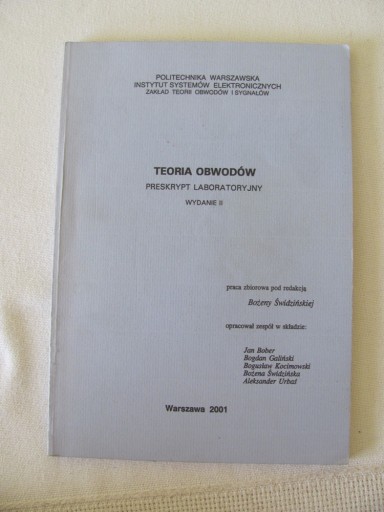 POLITECHNIKA WARSZAWSKA
INSTYTUT SYSTEMÓW ELEKTRONICZNYCH
ZAKŁAD TEORII OBWODÓW I SYGNAŁÓW
TEORIA OBWODÓW
PRESKRYPT LABORATORYJNY
WYDANIE II
praca zbiorowa pod redakcją
Bożeny Świdzińskiej
opracował zespół w składzie:
Jan Bober
Bogdan Galiński
Bogusław Kocimowski
Bożena Świdzińska
Aleksander Urbaś
Warszawa 2001